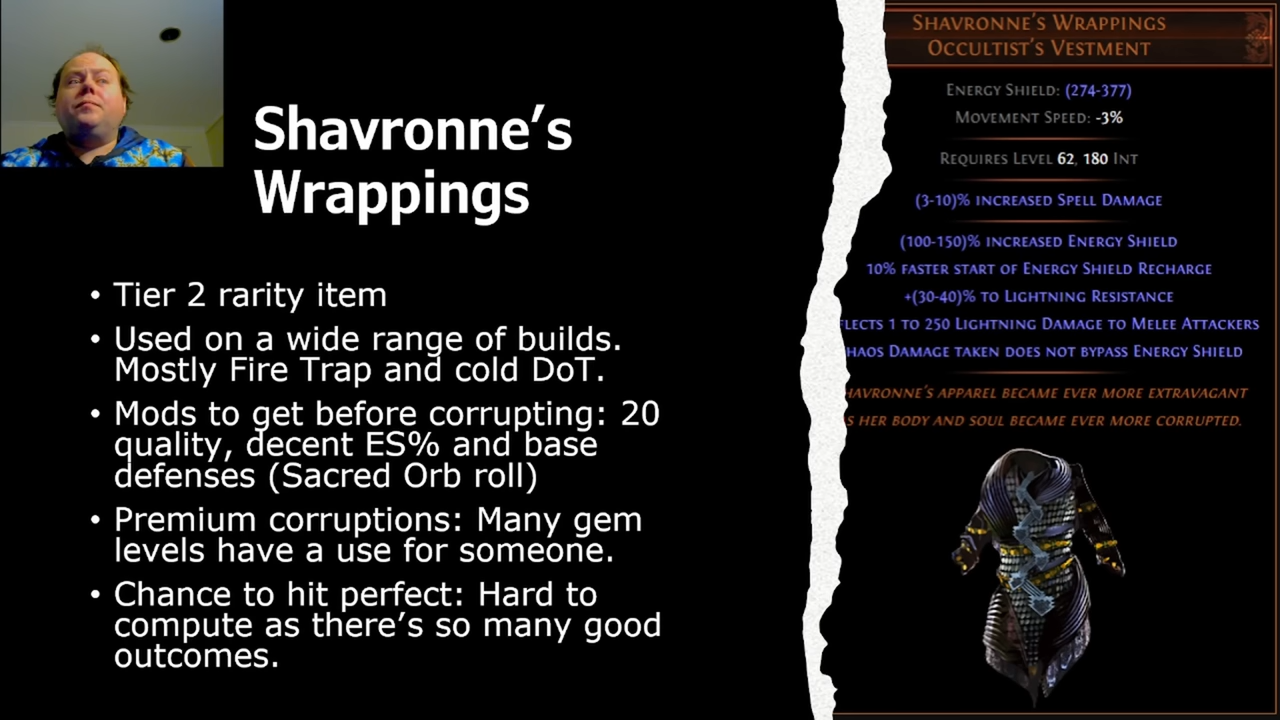 Shavronne's
Wrappings
• Tier 2 rarity item
• Used on a wide range of builds.
Mostly Fire Trap and cold DoT.
• Mods to get before corrupting: 20
quality, decent ES% and base
defenses (Sacred Orb roll)
• Premium corruptions: Many gem
levels have a use for someone.
• Chance to hit perfect: Hard to
compute as there's so many good
outcomes.
Shavronne's Wrappings
Occultist's Vestment
Energy Shield: (274-377)
Movement Speed: -3%
Requires Level 62, 180 Int
(3-10)% increased Spell Damage
(100-150)% increased Energy Shield
10% faster start of Energy Shield Recharge
+(30-40)% to Lightning Resistance
flects 1 to 250 Lightning Damage to Melee Attackers
haos Damage taken does not bypass Energy Shield
havronne's apparel became ever more extravagant
s her body and soul became ever more corrupted.